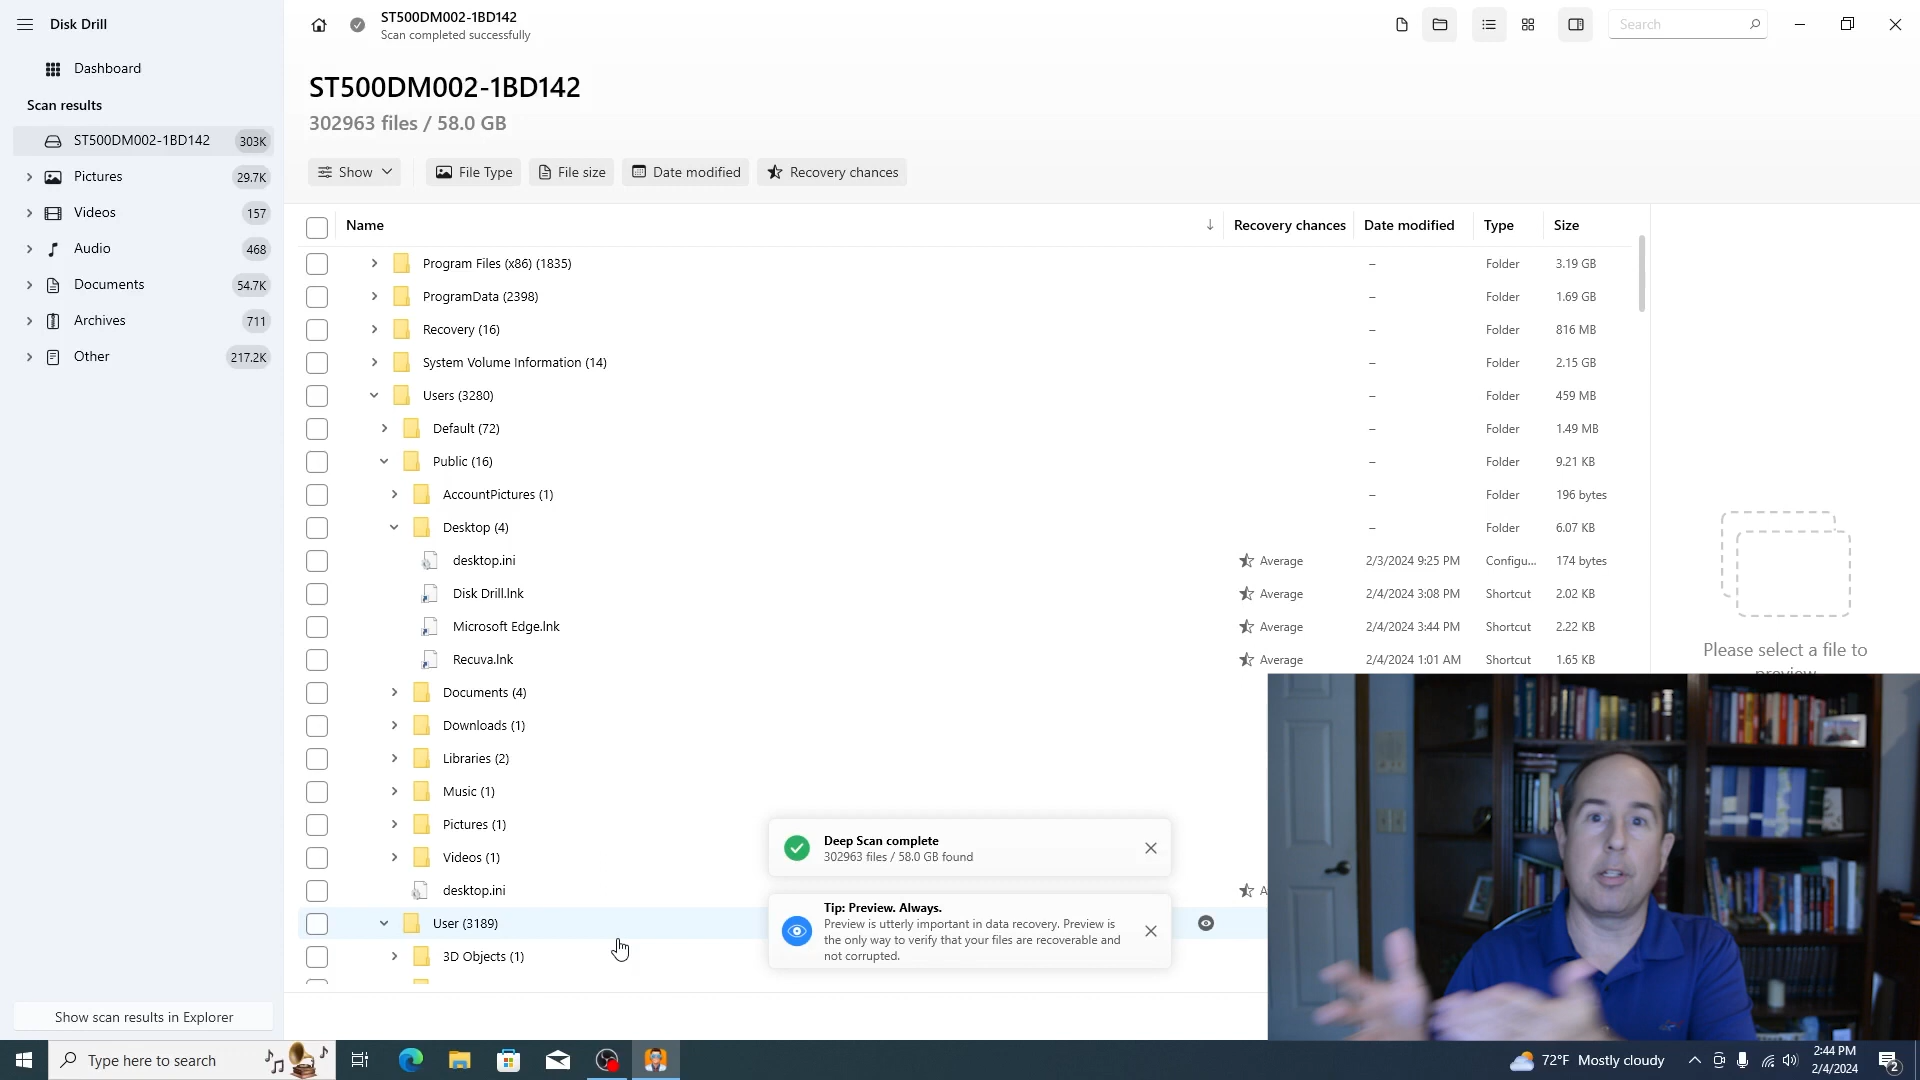 Disk Drill
ST500DM002-1BD142
Scan completed successfully
Search
Dashboard
Scan results
ST500DM002-1BD142 303K
Pictures 29.7K
Videos 157
Audio 468
Documents 54.7K
Archives 711
Other 217.2K
Show scan results in Explorer
ST500DM002-1BD142
302963 files / 58.0 GB
Show File Type File size Date modified Recovery chances
Name Recovery chances Date modified Type Size
Program Files (x86) (1835) – Folder 3.19 GB
ProgramData (2398) – Folder 1.69 GB
Recovery (16) – Folder 816 MB
System Volume Information (14) – Folder 2.15 GB
Users (3280) – Folder 459 MB
Default (72) – Folder 1.49 MB
Public (16) – Folder 9.21 KB
AccountPictures (1) – Folder 196 bytes
Desktop (4) – Folder 6.07 KB
desktop.ini Average 2/3/2024 9:25 PM Configu... 174 bytes
Disk Drill.lnk Average 2/4/2024 3:08 PM Shortcut 2.02 KB
Microsoft Edge.lnk Average 2/4/2024 3:44 PM Shortcut 2.22 KB
Recuva.lnk Average 2/4/2024 1:01 AM Shortcut 1.65 KB
Documents (4)
Downloads (1)
Libraries (2)
Music (1)
Pictures (1)
Videos (1)
desktop.ini A
User (3189)
3D Objects (1)
Please select a file to
preview
Deep Scan complete
302963 files / 58.0 GB found
Tip: Preview. Always.
Preview is utterly important in data recovery. Preview is
the only way to verify that your files are recoverable and
not corrupted.
Type here to search
72°F Mostly cloudy
2:44 PM
2/4/2024
2